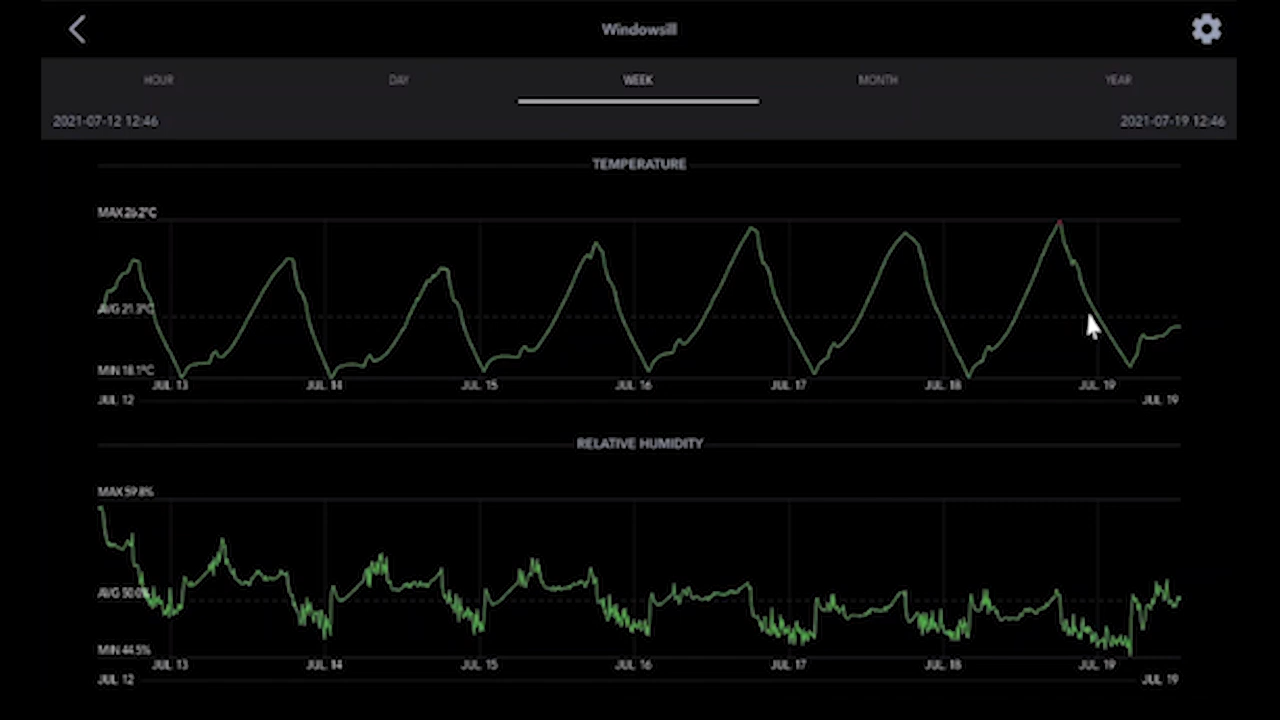 Windowsill
HOUR DAY WEEK MONTH YEAR
2021-07-12 12:46 2021-07-19 12:46
TEMPERATURE
MAX 26.2°C
AVG 21.3°C
MIN 18.1°C
JUL 13 JUL 14 JUL 15 JUL 16 JUL 17 JUL 18 JUL 19
JUL 12 JUL 19
RELATIVE HUMIDITY
MAX 59.8%
AVG 50.0%
MIN 44.5%
JUL 13 JUL 14 JUL 15 JUL 16 JUL 17 JUL 18 JUL 19
JUL 12 JUL 19